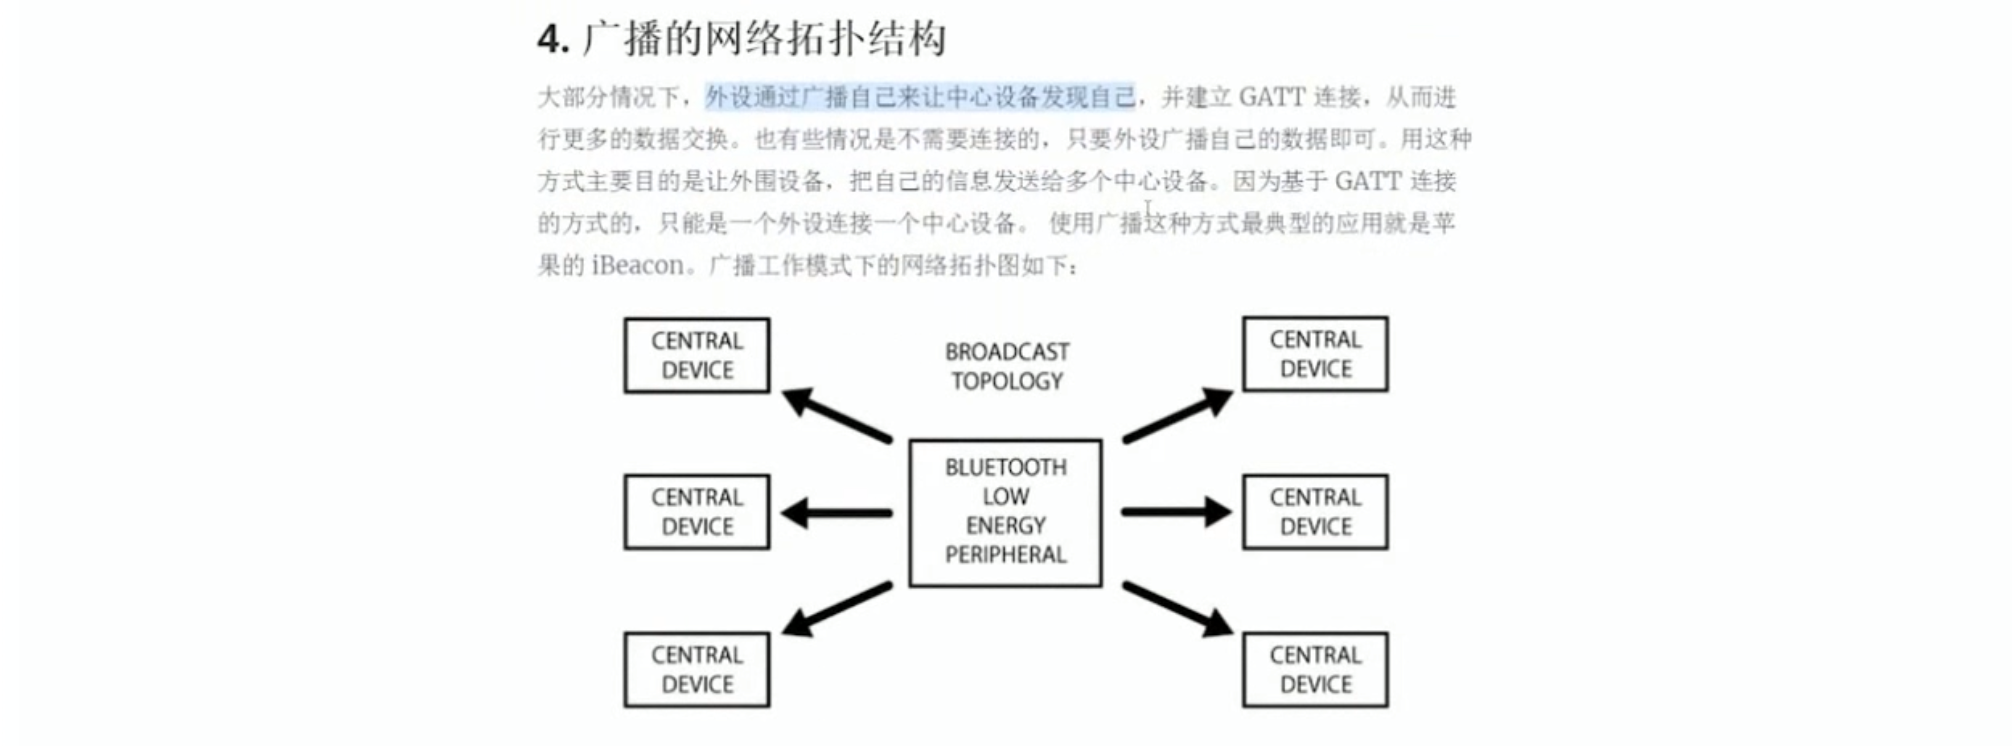 4. 广播的网络拓扑结构
大部分情况下，外设通过广播自己来让中心设备发现自己，并建立 GATT 连接，从而进
行更多的数据交换。也有些情况是不需要连接的，只要外设广播自己的数据即可。用这种
方式主要目的是让外围设备，把自己的信息发送给多个中心设备。因为基于 GATT 连接
的方式的，只能是一个外设连接一个中心设备。 使用广播这种方式最典型的应用就是苹
果的 iBeacon。广播工作模式下的网络拓扑图如下：
CENTRAL
DEVICE
BROADCAST
TOPOLOGY
CENTRAL
DEVICE
CENTRAL
DEVICE
BLUETOOTH
LOW
ENERGY
PERIPHERAL
CENTRAL
DEVICE
CENTRAL
DEVICE
CENTRAL
DEVICE